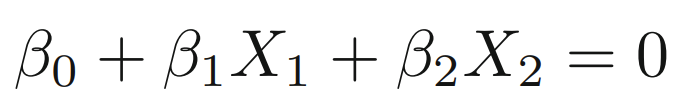 β₀ + β₁X₁ + β₂X₂ = 0